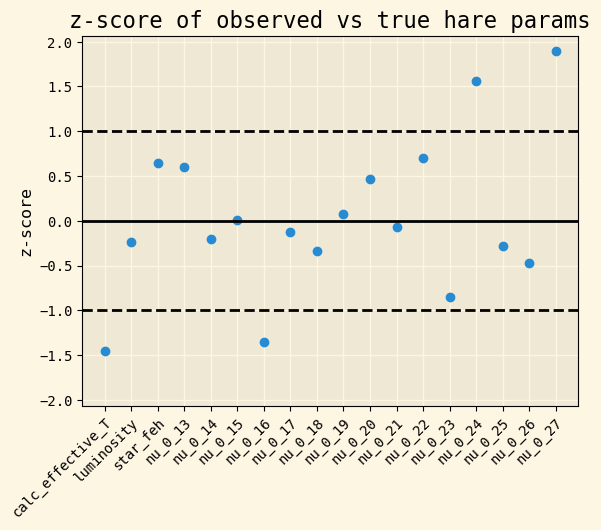 z-score of observed vs true hare params
z-score
2.0
1.5
1.0
0.5
0.0
−0.5
−1.0
−1.5
−2.0
calc_effective_T
luminosity
star_feh
nu_0_13
nu_0_14
nu_0_15
nu_0_16
nu_0_17
nu_0_18
nu_0_19
nu_0_20
nu_0_21
nu_0_22
nu_0_23
nu_0_24
nu_0_25
nu_0_26
nu_0_27